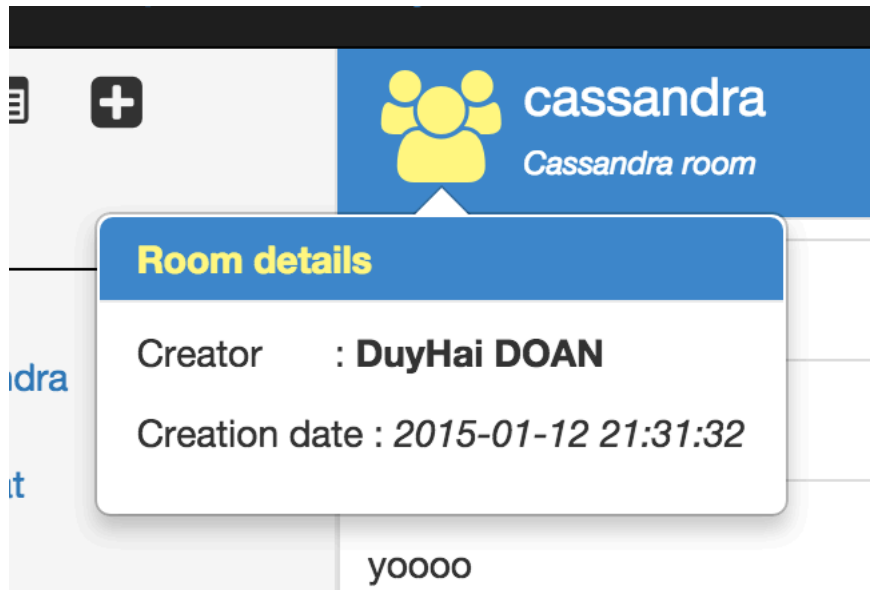 cassandra
Cassandra room
Room details
Creator : DuyHai DOAN
Creation date : 2015-01-12 21:31:32
yoooo